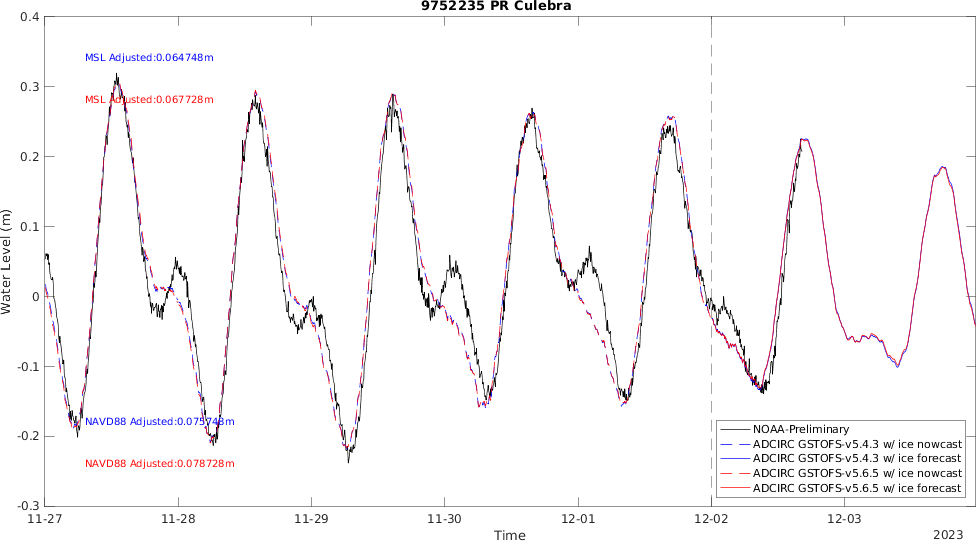 9752235 PR Culebra
0.4
MSL Adjusted:0.064748m
0.3
MSL Adjusted:0.067728m
0.2
0.1
Water Level (m)
0
-0.1
NAVD88 Adjusted:0.075743m
-0.2
NAVD88 Adjusted:0.078728m
-0.3
NOAA-Preliminary
ADCIRC GSTOFS-v5.4.3 w/ ice nowcast
ADCIRC GSTOFS-v5.4.3 w/ ice forecast
ADCIRC GSTOFS-v5.6.5 w/ ice nowcast
ADCIRC GSTOFS-v5.6.5 w/ ice forecast
11-27 11-28 11-29 11-30 12-01 12-02 12-03
Time
2023